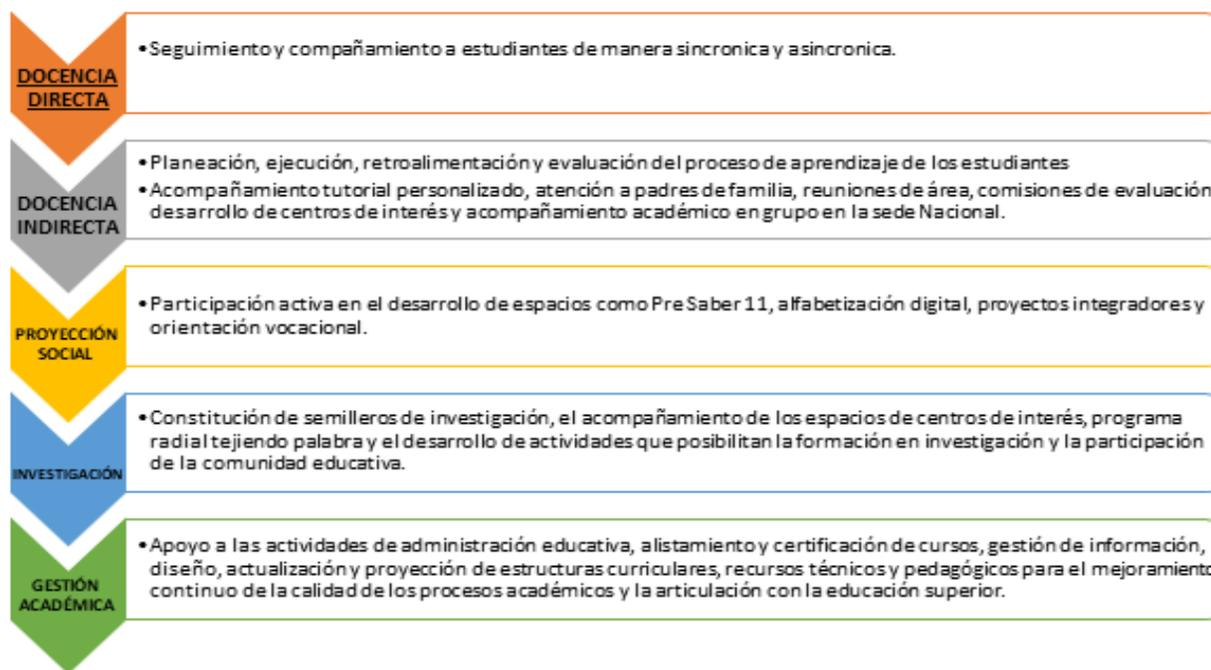 DOCENCIA
DIRECTA
•Seguimiento y compañamiento a estudiantes de manera sincronica y asincronica.
DOCENCIA
INDIRECTA
•Planeación, ejecución, retroalimentación y evaluación del proceso de aprendizaje de los estudiantes
•Acompañamiento tutorial personalizado, atención a padres de familia, reuniones de área, comisiones de evaluación
desarrollo de centros de interés y acompañamiento académico en grupo en la sede Nacional.
PROYECCIÓN
SOCIAL
•Participación activa en el desarrollo de espacios como Pre Saber 11, alfabetización digital, proyectos integradores y
orientación vocacional.
INVESTIGACIÓN
•Constitución de semilleros de investigación, el acompañamiento de los espacios de centros de interés, programa
radial tejiendo palabra y el desarrollo de actividades que posibilitan la formación en investigación y la participación
de la comunidad educativa.
GESTIÓN
ACADÉMICA
•Apoyo a las actividades de administración educativa, alistamiento y certificación de cursos, gestión de información,
diseño, actualización y proyección de estructuras curriculares, recursos técnicos y pedagógicos para el mejoramiento
continuo de la calidad de los procesos académicos y la articulación con la educación superior.